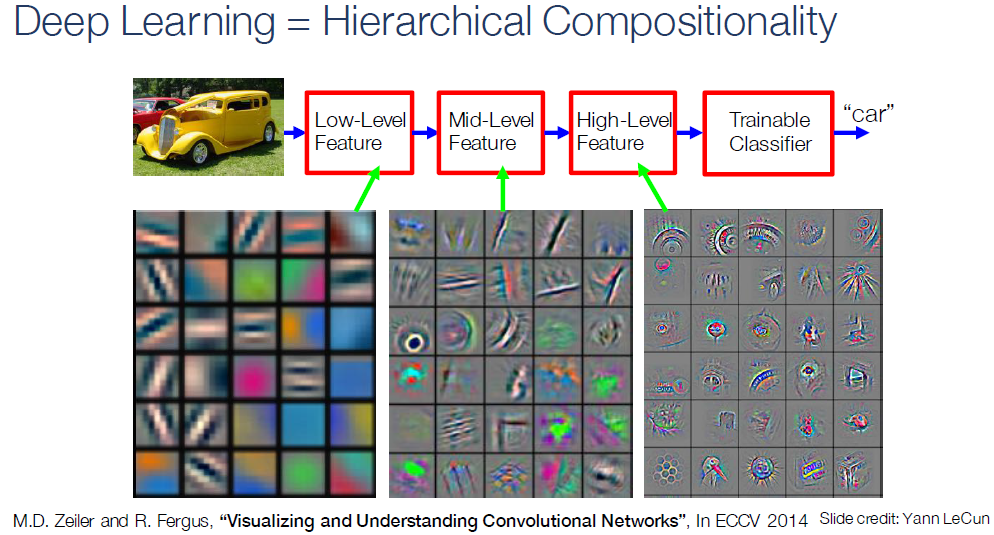 Deep Learning = Hierarchical Compositionality
Low-Level
Feature
Mid-Level
Feature
High-Level
Feature
Trainable
Classifier
“car”
M.D. Zeiler and R. Fergus, “Visualizing and Understanding Convolutional Networks”, In ECCV 2014
Slide credit: Yann LeCun